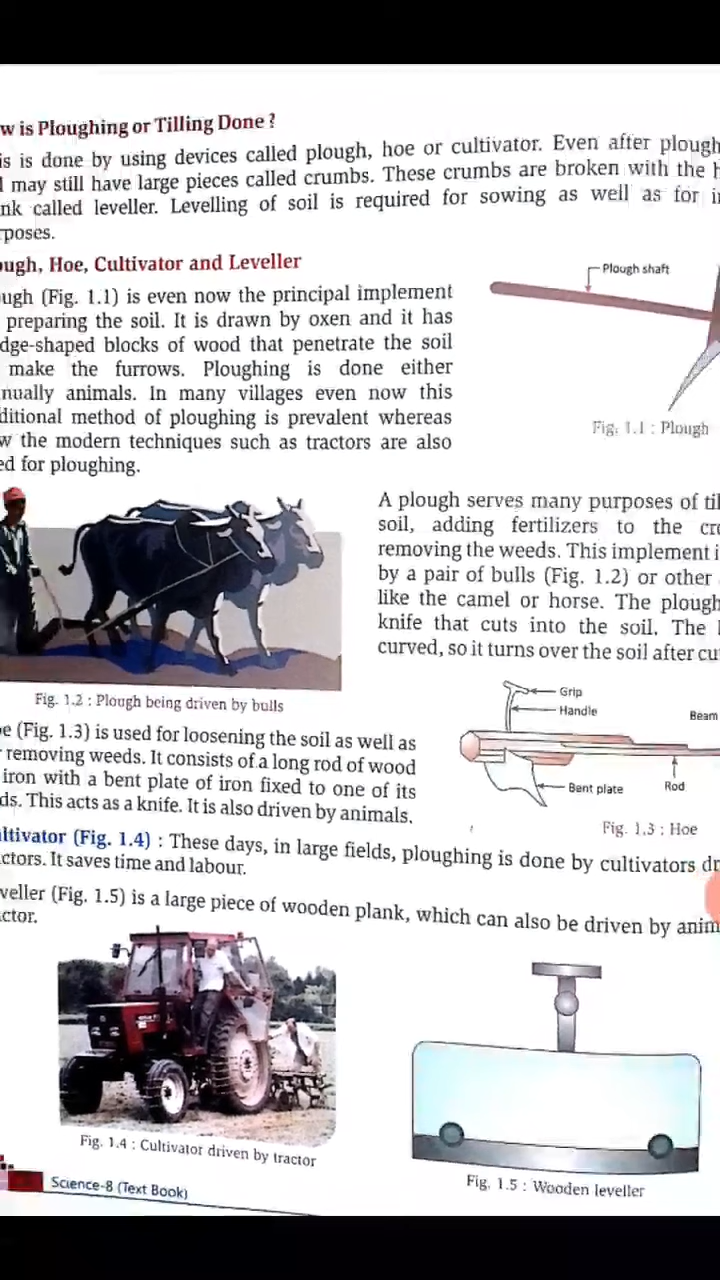 w is Ploughing or Tilling Done ?
is is done by using devices called plough, hoe or cultivator. Even after plough
l may still have large pieces called crumbs. These crumbs are broken with the h
nk called leveller. Levelling of soil is required for sowing as well as for i
rposes.
ough, Hoe, Cultivator and Leveller
ugh (Fig. 1.1) is even now the principal implement
preparing the soil. It is drawn by oxen and it has
dge-shaped blocks of wood that penetrate the soil
make the furrows. Ploughing is done either
nually animals. In many villages even now this
ditional method of ploughing is prevalent whereas
w the modern techniques such as tractors are also
ed for ploughing.
Plough shaft
Fig. 1.1 : Plough
A plough serves many purposes of til
soil, adding fertilizers to the cro
removing the weeds. This implement i
by a pair of bulls (Fig. 1.2) or other
like the camel or horse. The plough
knife that cuts into the soil. The
curved, so it turns over the soil after cu
Fig. 1.2 : Plough being driven by bulls
e (Fig. 1.3) is used for loosening the soil as well as
removing weeds. It consists of a long rod of wood
iron with a bent plate of iron fixed to one of its
ds. This acts as a knife. It is also driven by animals.
Grip
Handle
Beam
Bent plate
Rod
Fig. 1.3 : Hoe
ltivator (Fig. 1.4) : These days, in large fields, ploughing is done by cultivators dr
ctors. It saves time and labour.
veller (Fig. 1.5) is a large piece of wooden plank, which can also be driven by anim
ctor.
Fig. 1.4 : Cultivator driven by tractor
Fig. 1.5 : Wooden leveller
Science-8 (Text Book)